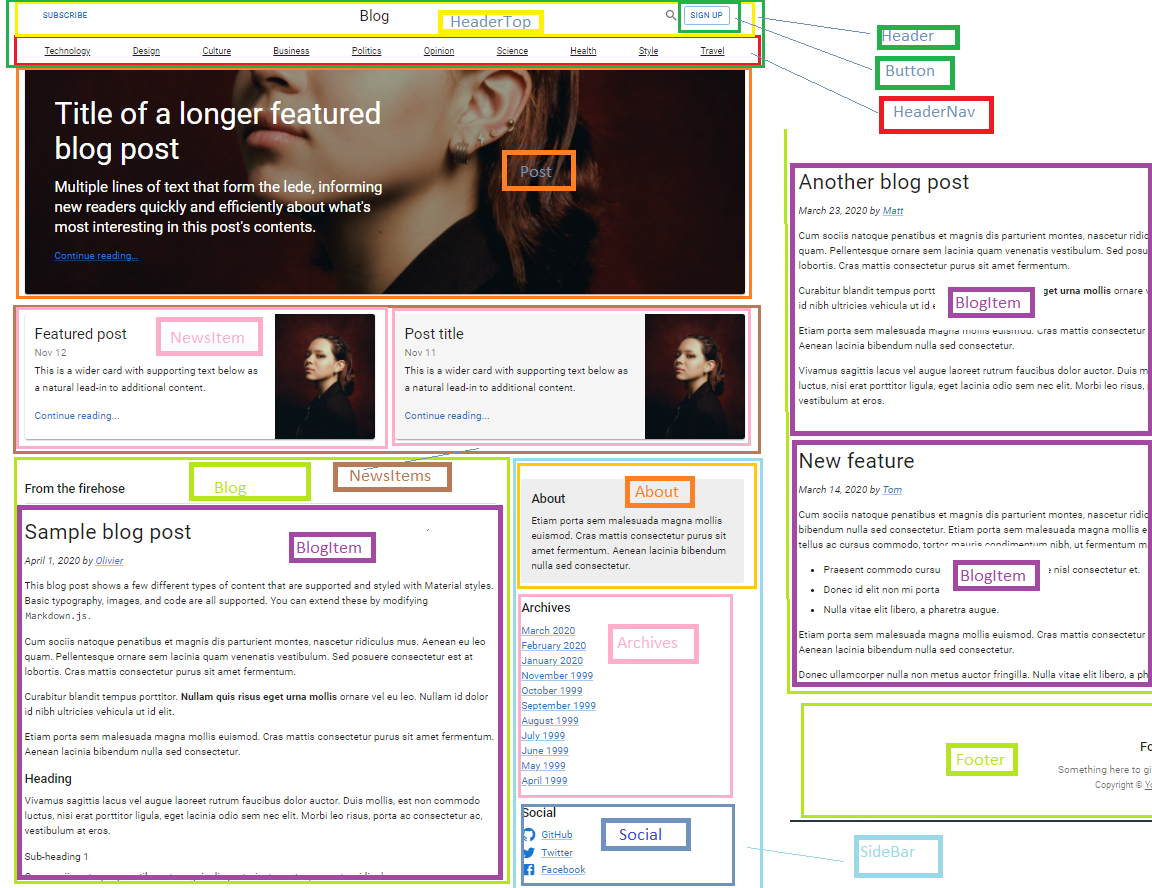 SUBSCRIBE
Blog
HeaderTop
SIGN UP
Header
Technology
Design
Culture
Business
Politics
Opinion
Science
Health
Style
Travel
Button
HeaderNav
Title of a longer featured
blog post
Multiple lines of text that form the lede, informing
new readers quickly and efficiently about what's
most interesting in this post's contents.
Continue reading...
Post
Featured post
Nov 12
This is a wider card with supporting text below as
a natural lead-in to additional content.
Continue reading...
NewsItem
Post title
Nov 11
This is a wider card with supporting text below as
a natural lead-in to additional content.
Continue reading...
NewsItems
From the firehose
Blog
Sample blog post
BlogItem
April 1, 2020 by Olivier
This blog post shows a few different types of content that are supported and styled with Material styles.
Basic typography, images, and code are all supported. You can extend these by modifying
Markdown.js.
Cum sociis natoque penatibus et magnis dis parturient montes, nascetur ridiculus mus. Aenean eu leo
quam. Pellentesque ornare sem lacinia quam venenatis vestibulum. Sed posuere consectetur est at
lobortis. Cras mattis consectetur purus sit amet fermentum.
Curabitur blandit tempus porttitor. Nullam quis risus eget urna mollis ornare vel eu leo. Nullam id dolor
id nibh ultricies vehicula ut id elit.
Etiam porta sem malesuada magna mollis euismod. Cras mattis consectetur purus sit amet fermentum.
Aenean lacinia bibendum nulla sed consectetur.
Heading
Vivamus sagittis lacus vel augue laoreet rutrum faucibus dolor auctor. Duis mollis, est non commodo
luctus, nisi erat porttitor ligula, eget lacinia odio sem nec elit. Morbi leo risus, porta ac consectetur ac,
vestibulum at eros.
Sub-heading 1
About
About
Etiam porta sem malesuada magna mollis
euismod. Cras mattis consectetur purus sit
amet fermentum. Aenean lacinia bibendum
nulla sed consectetur.
Archives
Archives
March 2020
February 2020
January 2020
November 1999
October 1999
September 1999
August 1999
July 1999
June 1999
May 1999
April 1999
Social
Social
GitHub
Twitter
Facebook
SideBar
Another blog post
March 23, 2020 by Matt
Cum sociis natoque penatibus et magnis dis parturient montes, nascetur ridic
quam. Pellentesque ornare sem lacinia quam venenatis vestibulum. Sed posu
lobortis. Cras mattis consectetur purus sit amet fermentum.
Curabitur blandit tempus portt eget urna mollis ornare v
id nibh ultricies vehicula ut id e
BlogItem
Etiam porta sem malesuada magna mollis euismod. Cras mattis consectetur
Aenean lacinia bibendum nulla sed consectetur.
Vivamus sagittis lacus vel augue laoreet rutrum faucibus dolor auctor. Duis m
luctus, nisi erat porttitor ligula, eget lacinia odio sem nec elit. Morbi leo risus,
vestibulum at eros.
New feature
March 14, 2020 by Tom
Cum sociis natoque penatibus et magnis dis parturient montes, nascetur ridic
bibendum nulla sed consectetur. Etiam porta sem malesuada magna mollis e
tellus ac cursus commodo, tortor mauris condimentum nibh, ut fermentum m
Praesent commodo cursu e nisl consectetur et.
BlogItem
Donec id elit non mi porta
Nulla vitae elit libero, a pharetra augue.
Etiam porta sem malesuada magna mollis euismod. Cras mattis consectetur
Aenean lacinia bibendum nulla sed consectetur.
Donec ullamcorper nulla non metus auctor fringilla. Nulla vitae elit libero, a ph
Fo
Footer
Something here to gi
Copyright © Yo